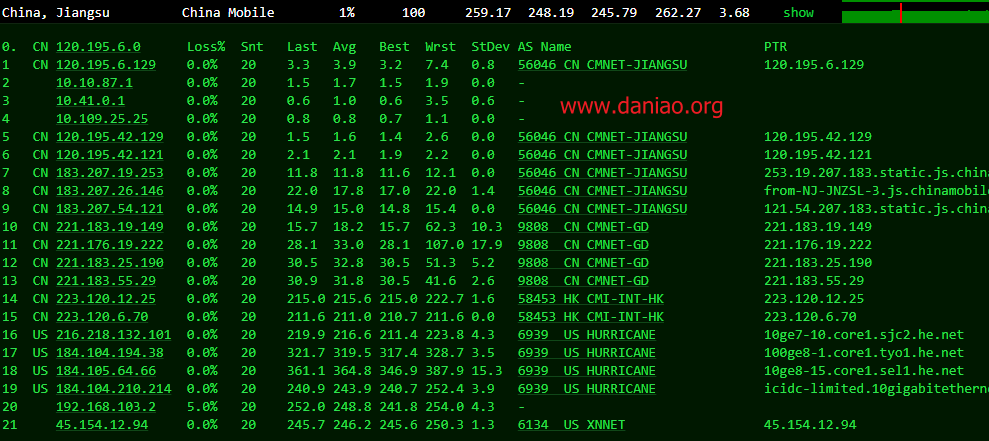 China, Jiangsu China Mobile 1% 100 259.17 248.19 245.79 262.27 3.68 show
0. CN 120.195.6.0 Loss% Snt Last Avg Best Wrst StDev AS Name PTR
1 CN 120.195.6.129 0.0% 20 3.3 3.9 3.2 7.4 0.8 56046 CN CMNET-JIANGSU 120.195.6.129
2 10.10.87.1 0.0% 20 1.5 1.7 1.5 1.9 0.0 -
3 10.41.0.1 0.0% 20 0.6 1.0 0.6 3.5 0.6 -
www.daniao.org
4 10.109.25.25 0.0% 20 0.8 0.8 0.7 1.1 0.0 -
5 CN 120.195.42.129 0.0% 20 1.5 1.6 1.4 2.6 0.0 56046 CN CMNET-JIANGSU 120.195.42.129
6 CN 120.195.42.121 0.0% 20 2.1 2.1 1.9 2.2 0.0 56046 CN CMNET-JIANGSU 120.195.42.121
7 CN 183.207.19.253 0.0% 20 11.8 11.8 11.6 12.1 0.0 56046 CN CMNET-JIANGSU 253.19.207.183.static.js.china
8 CN 183.207.26.146 0.0% 20 22.0 17.8 17.0 22.0 1.4 56046 CN CMNET-JIANGSU from-NJ-JNZSL-3.js.chinamobile
9 CN 183.207.54.121 0.0% 20 14.9 15.0 14.8 15.4 0.0 56046 CN CMNET-JIANGSU 121.54.207.183.static.js.china
10 CN 221.183.19.149 0.0% 20 15.7 18.2 15.7 62.3 10.3 9808 CN CMNET-GD 221.183.19.149
11 CN 221.176.19.222 0.0% 20 28.1 33.0 28.1 107.0 17.9 9808 CN CMNET-GD 221.176.19.222
12 CN 221.183.25.190 0.0% 20 30.5 32.8 30.5 51.3 5.2 9808 CN CMNET-GD 221.183.25.190
13 CN 221.183.55.29 0.0% 20 30.9 31.8 30.5 41.6 2.6 9808 CN CMNET-GD 221.183.55.29
14 CN 223.120.12.25 0.0% 20 215.0 215.6 215.0 222.7 1.6 58453 HK CMI-INT-HK 223.120.12.25
15 CN 223.120.6.70 0.0% 20 211.6 211.0 210.7 211.6 0.0 58453 HK CMI-INT-HK 223.120.6.70
16 US 216.218.132.101 0.0% 20 219.9 216.6 211.4 223.8 4.3 6939 US HURRICANE 10ge7-10.core1.sjc2.he.net
17 US 184.104.194.38 0.0% 20 321.7 319.5 317.4 328.7 3.5 6939 US HURRICANE 100ge8-1.core1.tyo1.he.net
18 US 184.105.64.66 0.0% 20 361.1 364.8 346.9 387.9 15.3 6939 US HURRICANE 10ge8-15.core1.sel1.he.net
19 US 184.104.210.214 0.0% 20 240.9 243.9 240.7 252.4 3.9 6939 US HURRICANE icidc-limited.10gigabitetherne
20 192.168.103.2 5.0% 20 252.0 248.8 241.8 254.0 4.3 -
21 45.154.12.94 0.0% 20 245.7 246.2 245.6 250.3 1.3 6134 US XNNET 45.154.12.94